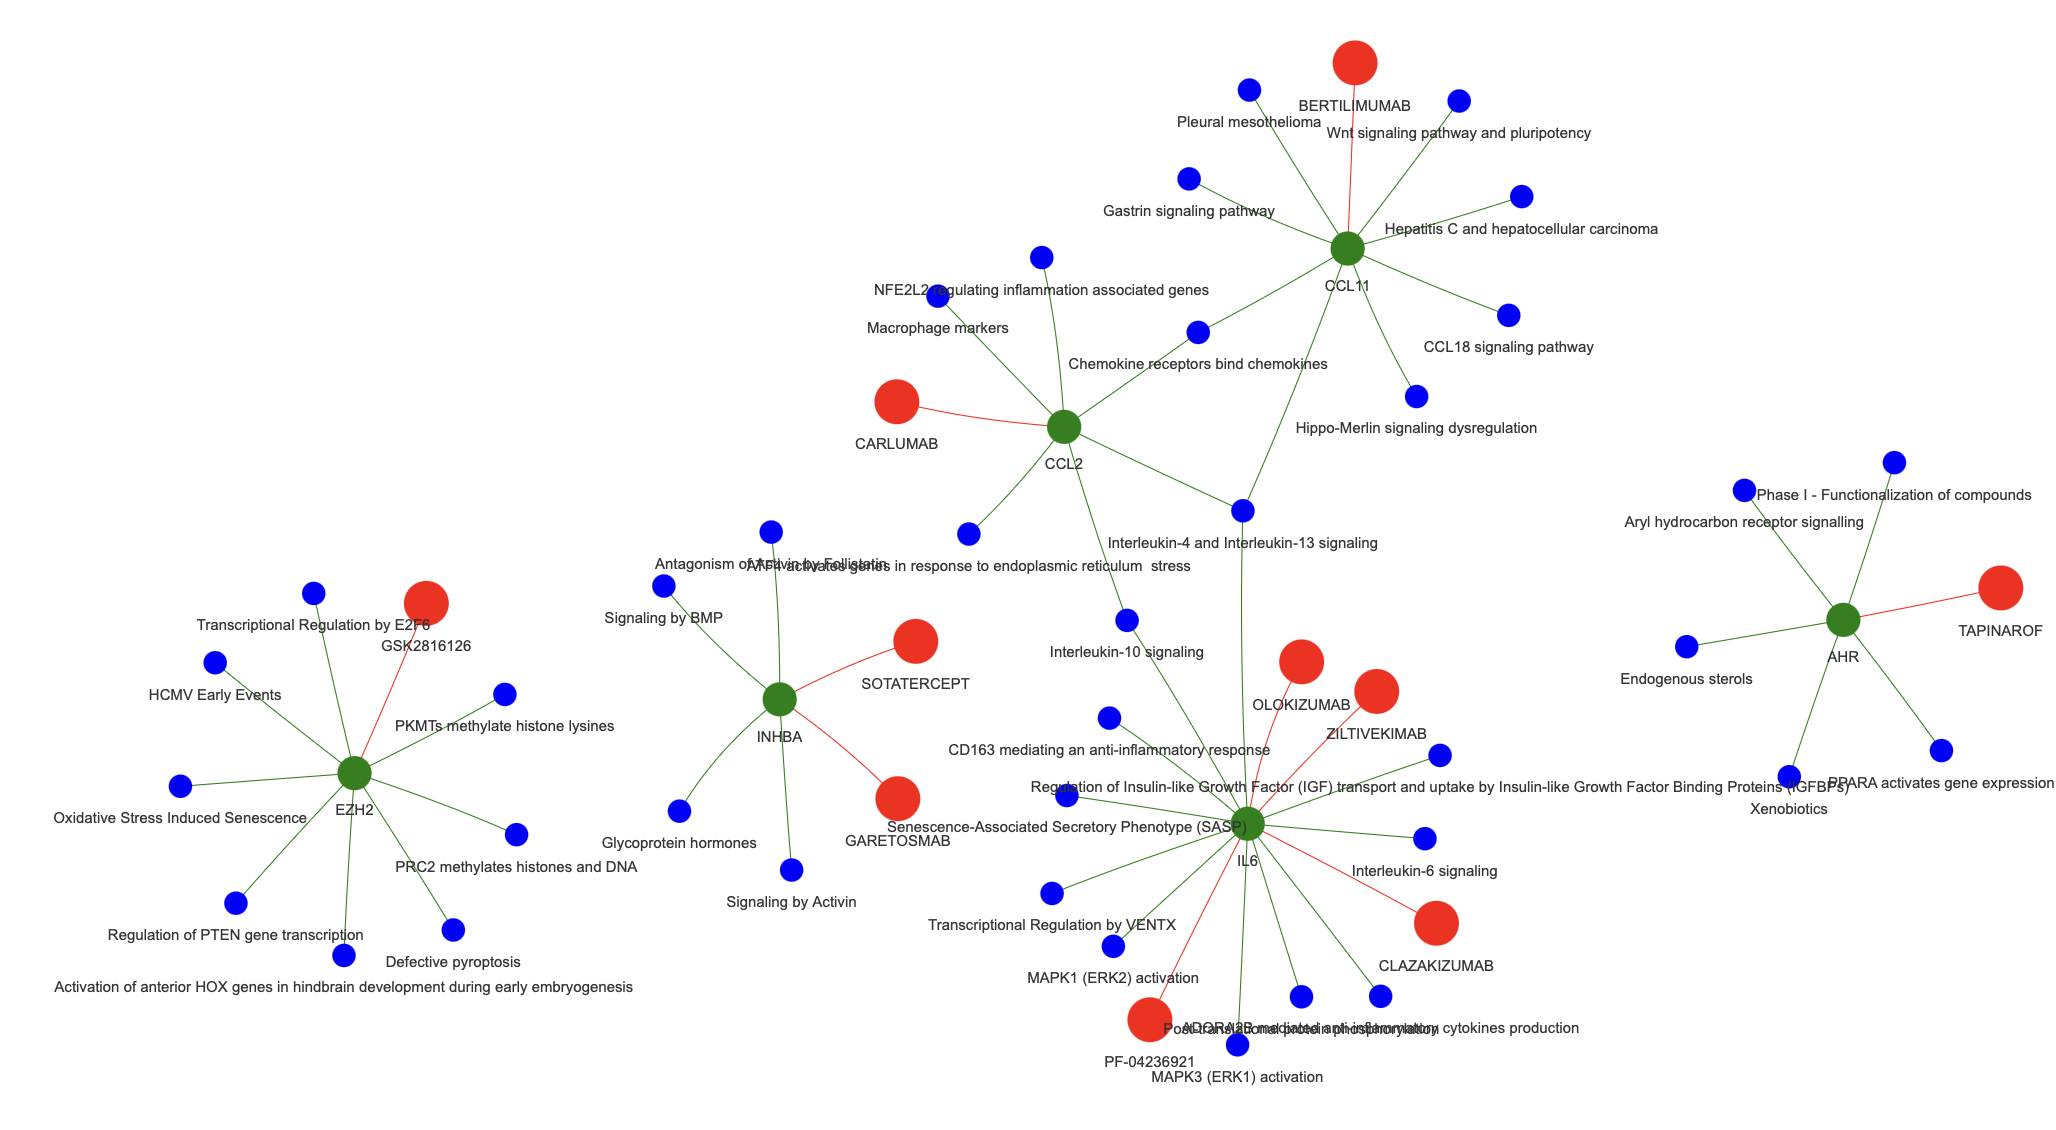 BERTILIMUMAB
Pleural mesothelioma
Wnt signaling pathway and pluripotency
Gastrin signaling pathway
Hepatitis C and hepatocellular carcinoma
CCL11
NFE2L2 regulating inflammation associated genes
Macrophage markers
CCL18 signaling pathway
Chemokine receptors bind chemokines
Hippo-Merlin signaling dysregulation
CARLUMAB
CCL2
Phase I - Functionalization of compounds
Aryl hydrocarbon receptor signalling
Interleukin-4 and Interleukin-13 signaling
Antagonism of Activin by Follistatin
ATF4 activates genes in response to endoplasmic reticulum  stress
Signaling by BMP
Transcriptional Regulation by E2F6
TAPINAROF
GSK2816126
Interleukin-10 signaling
AHR
Endogenous sterols
SOTATERCEPT
HCMV Early Events
OLOKIZUMAB
PKMTs methylate histone lysines
ZILTIVEKIMAB
INHBA
CD163 mediating an anti-inflammatory response
PPARA activates gene expression
Regulation of Insulin-like Growth Factor (IGF) transport and uptake by Insulin-like Growth Factor Binding Proteins (IGFBPs)
Xenobiotics
EZH2
Oxidative Stress Induced Senescence
Senescence-Associated Secretory Phenotype (SASP)
Glycoprotein hormones
GARETOSMAB
IL6
PRC2 methylates histones and DNA
Interleukin-6 signaling
Signaling by Activin
Transcriptional Regulation by VENTX
Regulation of PTEN gene transcription
Defective pyroptosis
CLAZAKIZUMAB
MAPK1 (ERK2) activation
Activation of anterior HOX genes in hindbrain development during early embryogenesis
Post-translational protein phosphorylation
ADORA2B mediated anti-inflammatory cytokines production
PF-04236921
MAPK3 (ERK1) activation